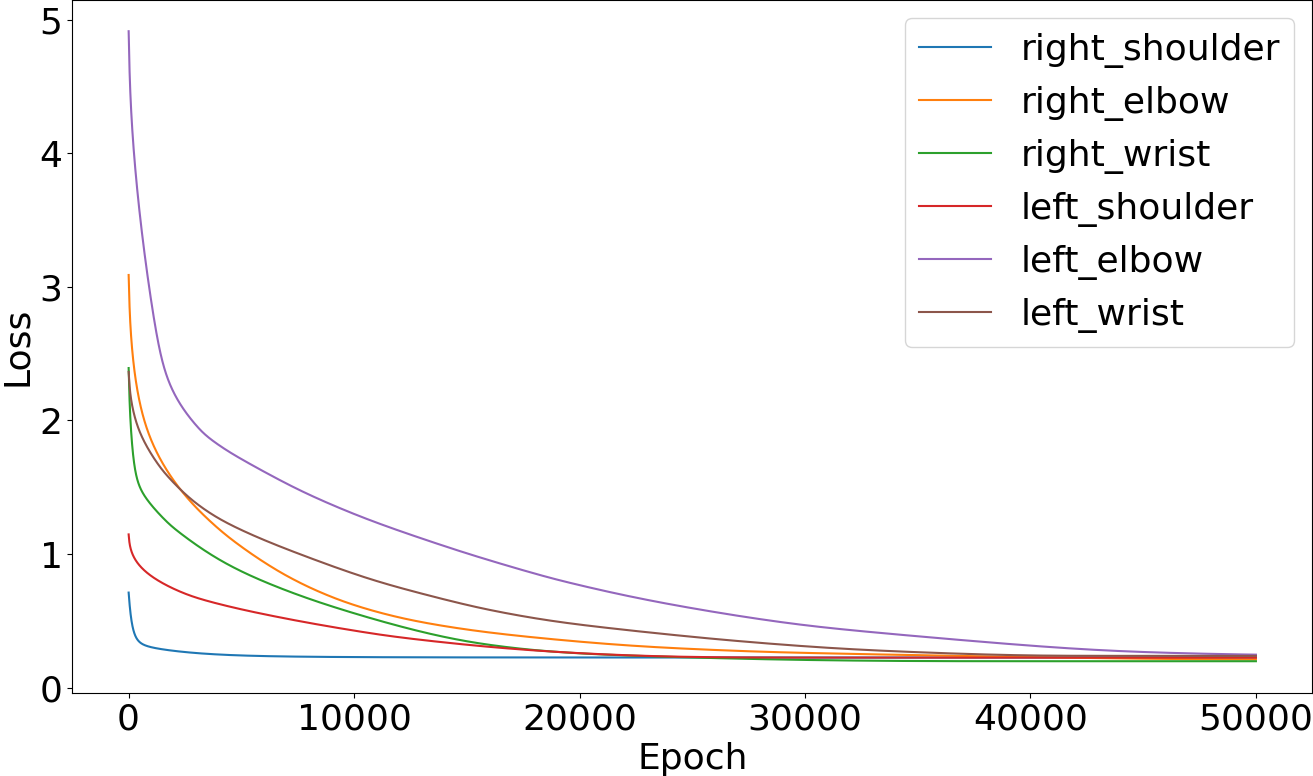 5
4
3
2
1
0
Loss
right_shoulder
right_elbow
right_wrist
left_shoulder
left_elbow
left_wrist
0 10000 20000 30000 40000 50000
Epoch